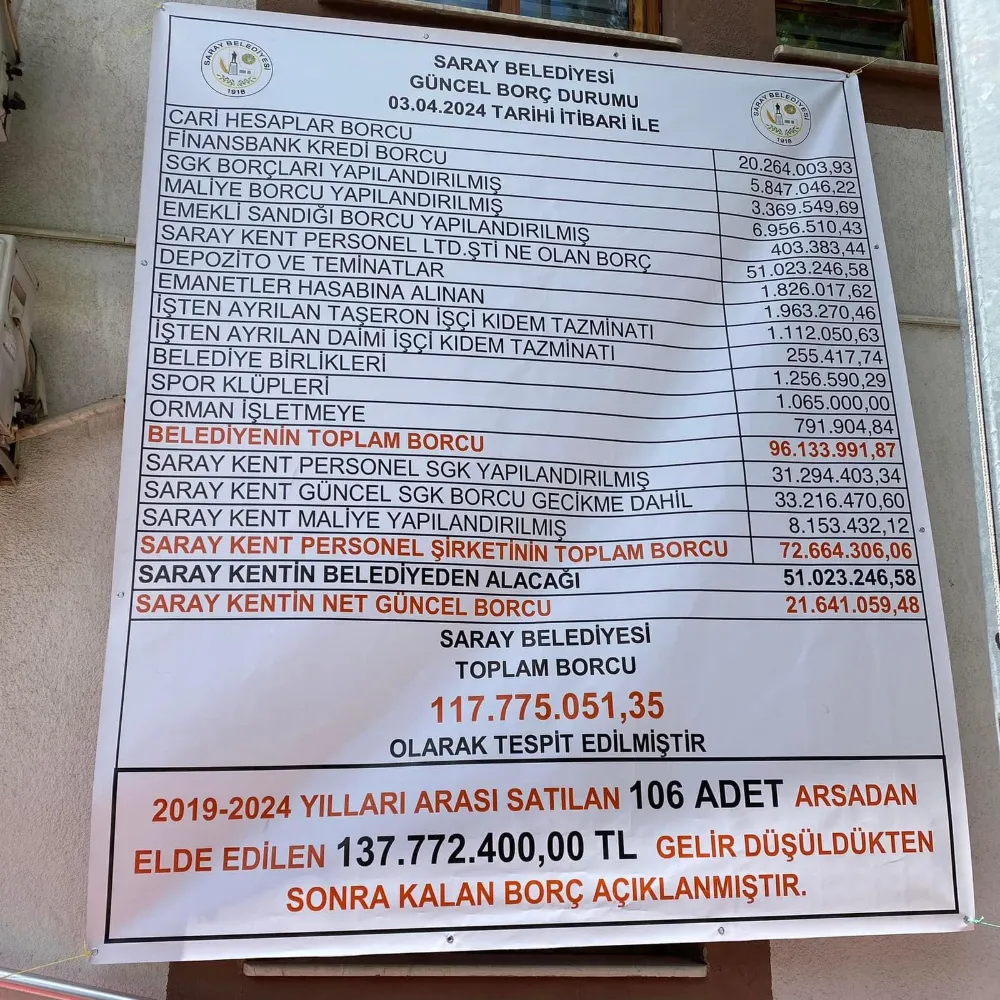 SARAY BELEDİYESİ
GÜNCEL BORÇ DURUMU
03.04.2024 TARİHİ İTİBARİ İLE
SARAY BELEDİYESİ
1918
SARAY BELEDİYESİ
1918
CARİ HESAPLAR BORCU 20.264.003,93
FİNANSBANK KREDİ BORCU 5.847.046,22
SGK BORÇLARI YAPILANDIRILMIŞ 3.369.549,69
MALİYE BORCU YAPILANDIRILMIŞ 6.956.510,43
EMEKLİ SANDIĞI BORCU YAPILANDIRILMIŞ 403.383,44
SARAY KENT PERSONEL LTD.ŞTİ NE OLAN BORÇ 51.023.246,58
DEPOZİTO VE TEMİNATLAR 1.826.017,62
EMANETLER HESABINA ALINAN 1.963.270,46
İŞTEN AYRILAN TAŞERON İŞÇİ KIDEM TAZMİNATI 1.112.050,63
İŞTEN AYRILAN DAİMİ İŞÇİ KIDEM TAZMİNATI 255.417,74
BELEDİYE BİRLİKLERİ 1.256.590,29
SPOR KLÜPLERİ 1.065.000,00
ORMAN İŞLETMEYE 791.904,84
BELEDİYENİN TOPLAM BORCU 96.133.991,87
SARAY KENT PERSONEL SGK YAPILANDIRILMIŞ 31.294.403,34
SARAY KENT GÜNCEL SGK BORCU GECİKME DAHİL 33.216.470,60
SARAY KENT MALİYE YAPILANDIRILMIŞ 8.153.432,12
SARAY KENT PERSONEL ŞİRKETİNİN TOPLAM BORCU 72.664.306,06
SARAY KENTİN BELEDİYEDEN ALACAĞI 51.023.246,58
SARAY KENTİN NET GÜNCEL BORCU 21.641.059,48
SARAY BELEDİYESİ
TOPLAM BORCU
117.775.051,35
OLARAK TESPİT EDİLMİŞTİR
2019-2024 YILLARI ARASI SATILAN 106 ADET ARSADAN
ELDE EDİLEN 137.772.400,00 TL GELİR DÜŞÜLDÜKTEN
SONRA KALAN BORÇ AÇIKLANMIŞTIR.